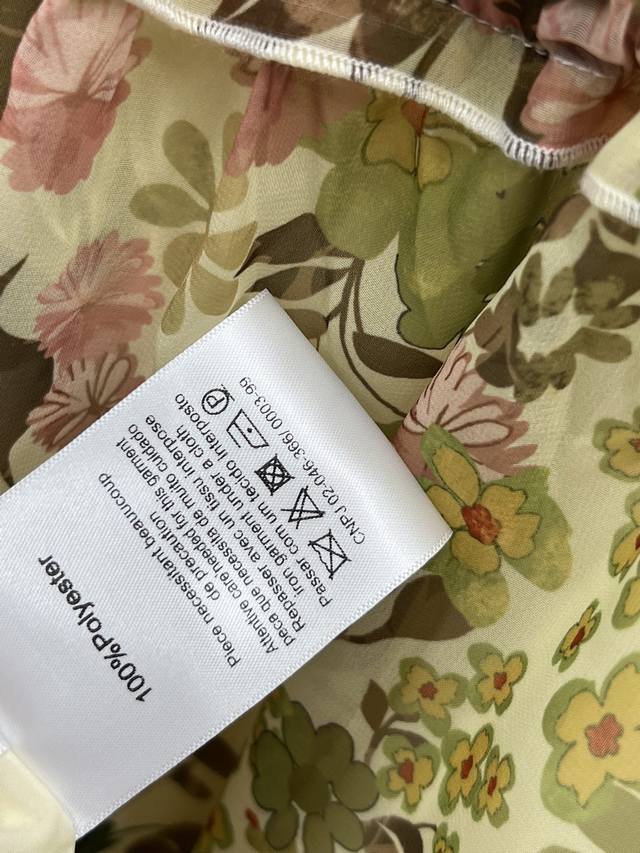 100%Polyester
Piece necessitant beaucoup
de precaution
Attentive care needed for this garment
peca que necessita de muito cuidado
Repasser avec un tissu interpose
Iron garment under a cloth
Passar com um tecido interposto
P
CNPJ 02-046-366/ 0003-99